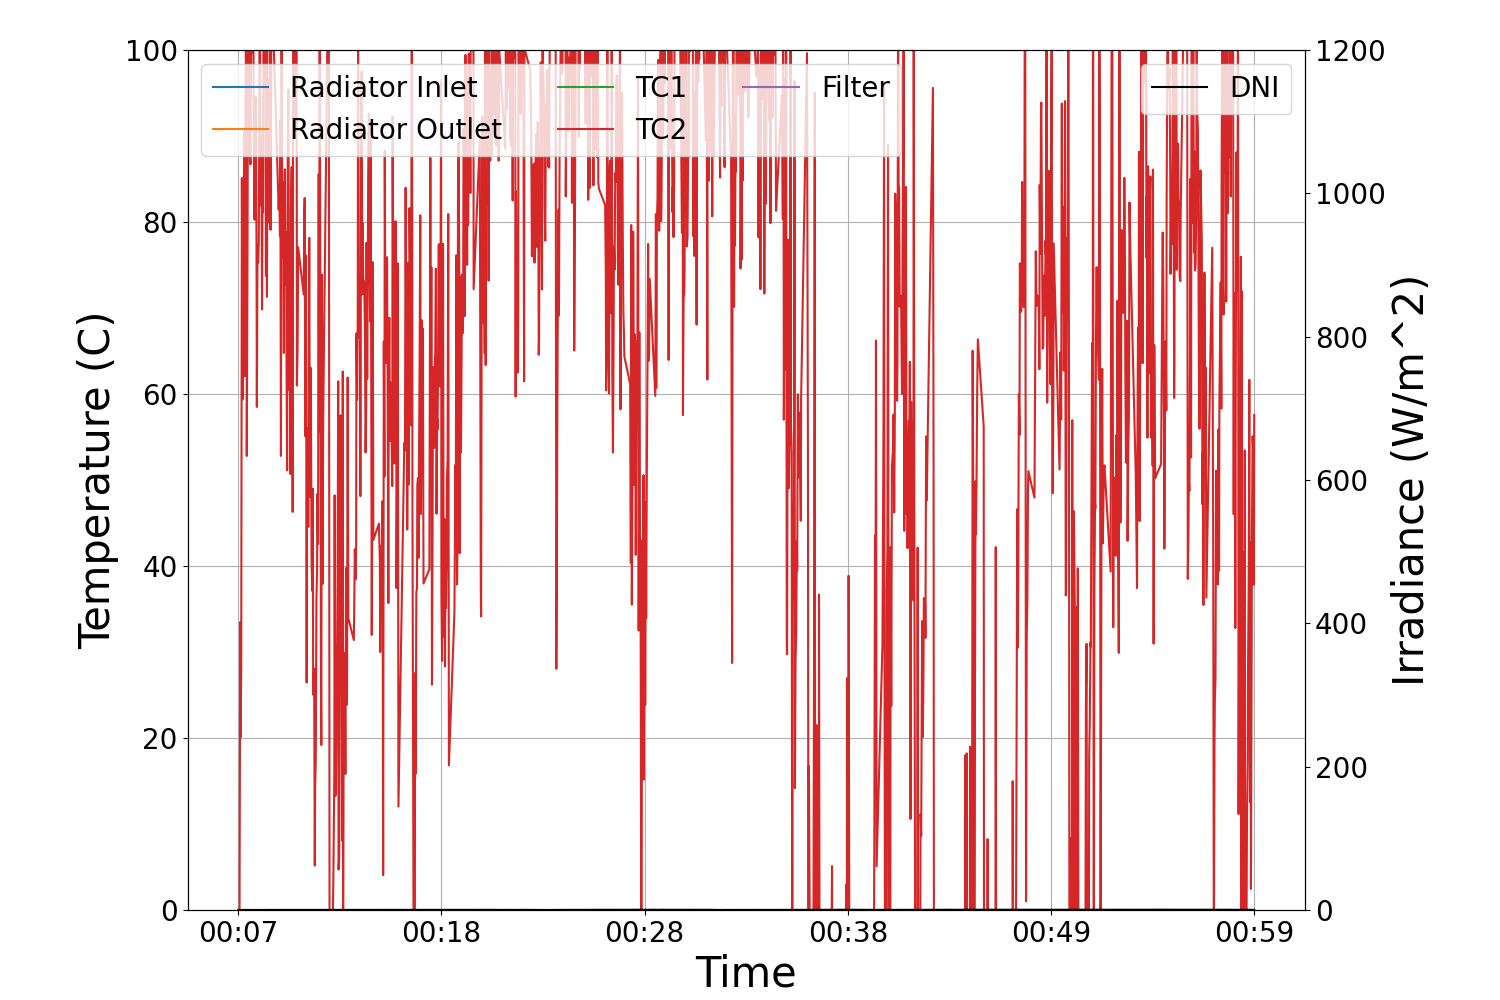 100
80
60
40
20
0
Temperature (C)
Radiator Inlet
Radiator Outlet
TC1
TC2
Filter
DNI
1200
1000
800
600
400
200
0
Irradiance (W/m^2)
00:07
00:18
00:28
00:38
00:49
00:59
Time